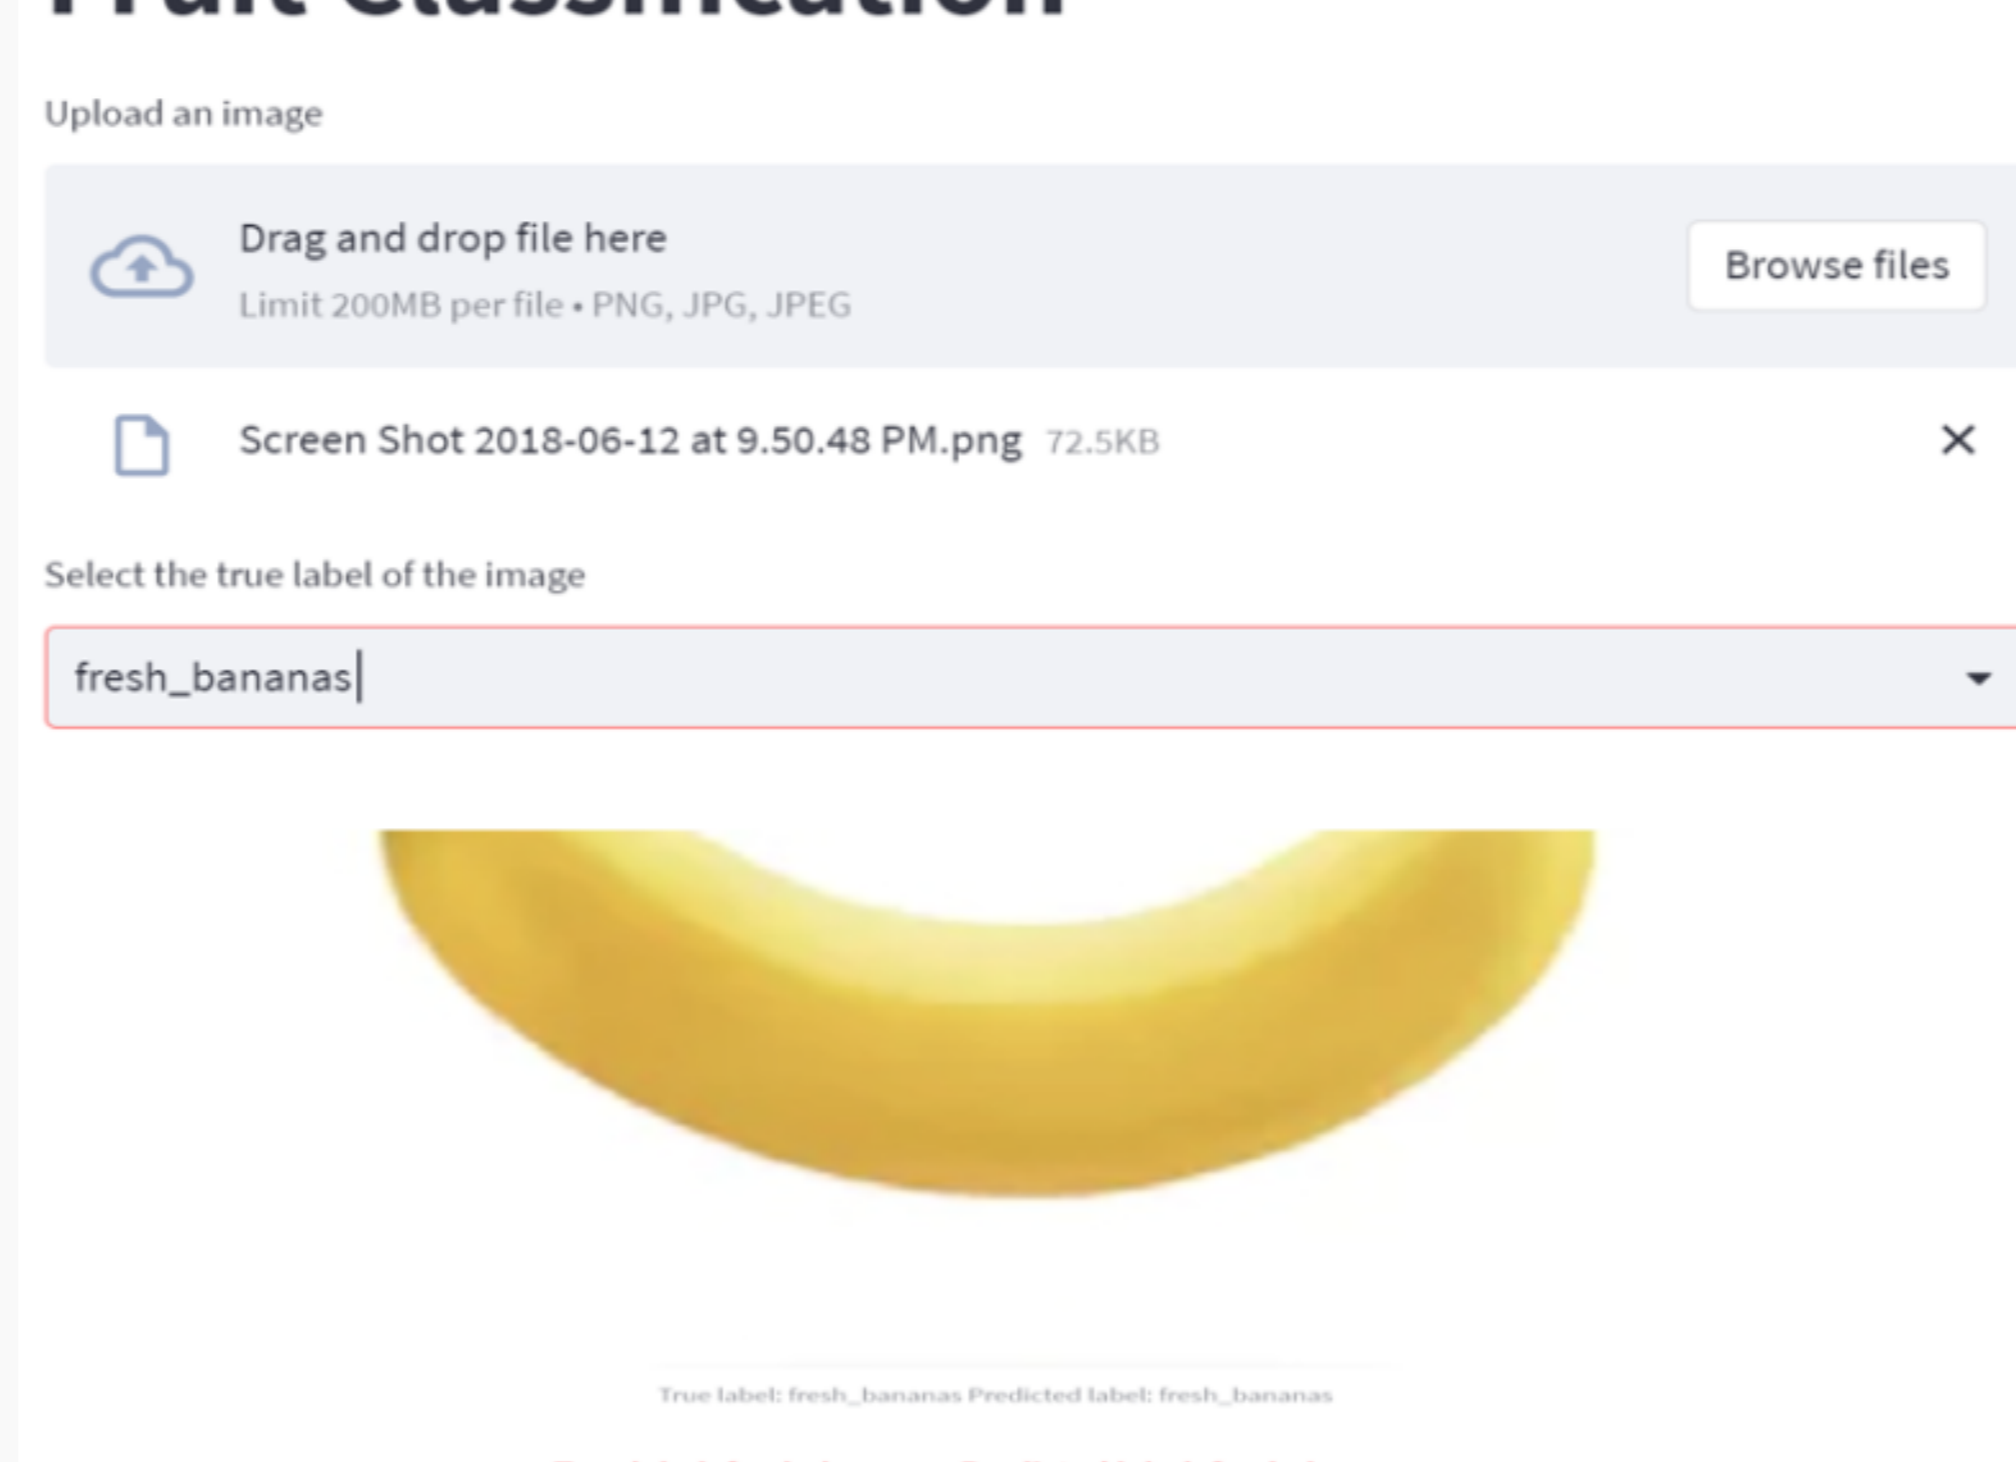 Fruit Classification
Upload an image
Drag and drop file here
Browse files
Limit 200MB per file • PNG, JPG, JPEG
Screen Shot 2018-06-12 at 9.50.48 PM.png 72.5KB
Select the true label of the image
fresh_bananas
True label: fresh_bananas Predicted label: fresh_bananas